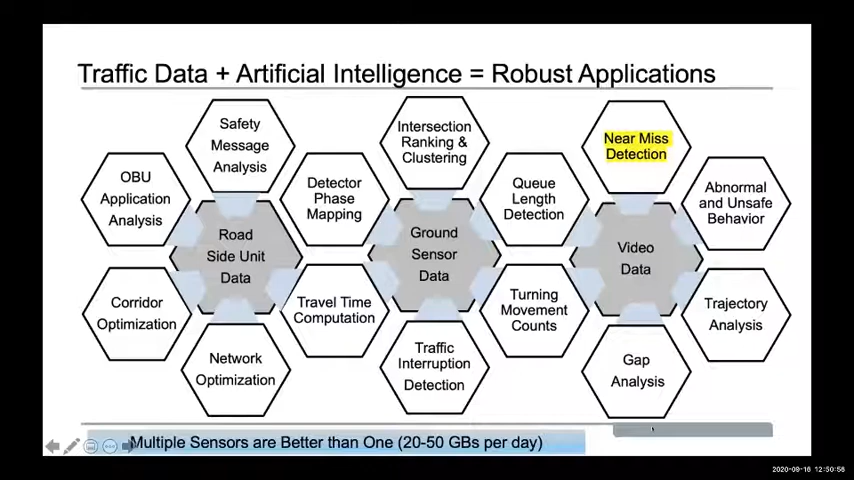 Traffic Data + Artificial Intelligence = Robust Applications
Safety
Message
Analysis
Intersection
Ranking &
Clustering
Near Miss
Detection
OBU
Application
Analysis
Detector
Phase
Mapping
Queue
Length
Detection
Abnormal
and Unsafe
Behavior
Road
Side Unit
Data
Ground
Sensor
Data
Video
Data
Corridor
Optimization
Travel Time
Computation
Turning
Movement
Counts
Trajectory
Analysis
Network
Optimization
Traffic
Interruption
Detection
Gap
Analysis
Multiple Sensors are Better than One (20-50 GBs per day)
2020-09-16 12:50:56